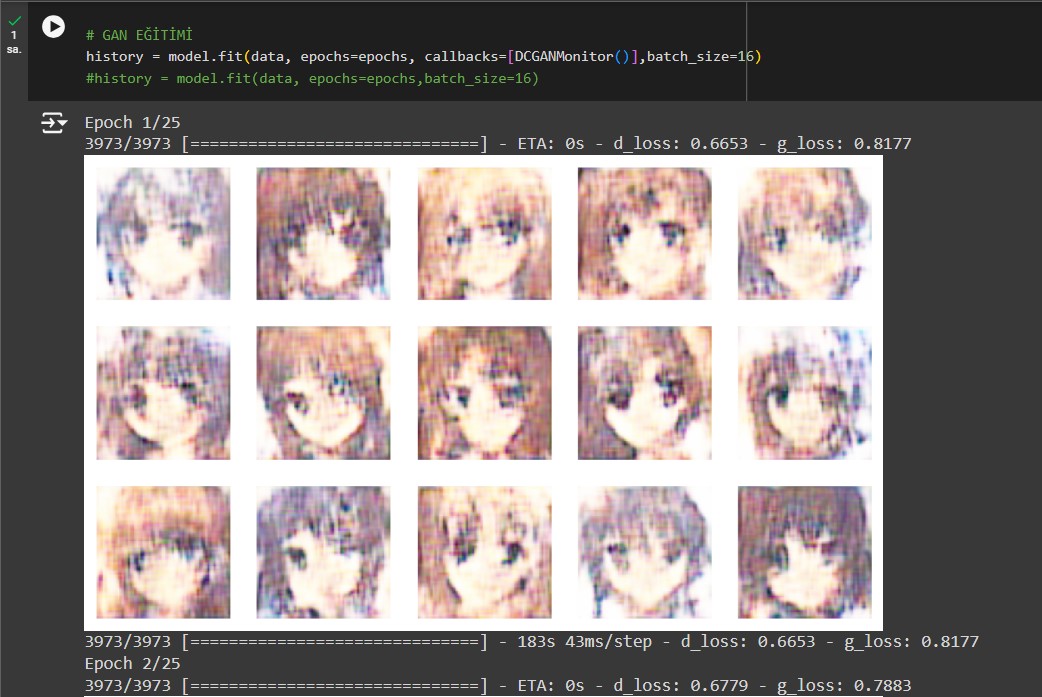 1
sa.
# GAN EĞİTİMİ
history = model.fit(data, epochs=epochs, callbacks=[DCGANMonitor()],batch_size=16)
#history = model.fit(data, epochs=epochs,batch_size=16)
Epoch 1/25
3973/3973 [==============================] - ETA: 0s - d_loss: 0.6653 - g_loss: 0.8177
3973/3973 [==============================] - 183s 43ms/step - d_loss: 0.6653 - g_loss: 0.8177
Epoch 2/25
3973/3973 [==============================] - ETA: 0s - d_loss: 0.6779 - g_loss: 0.7883